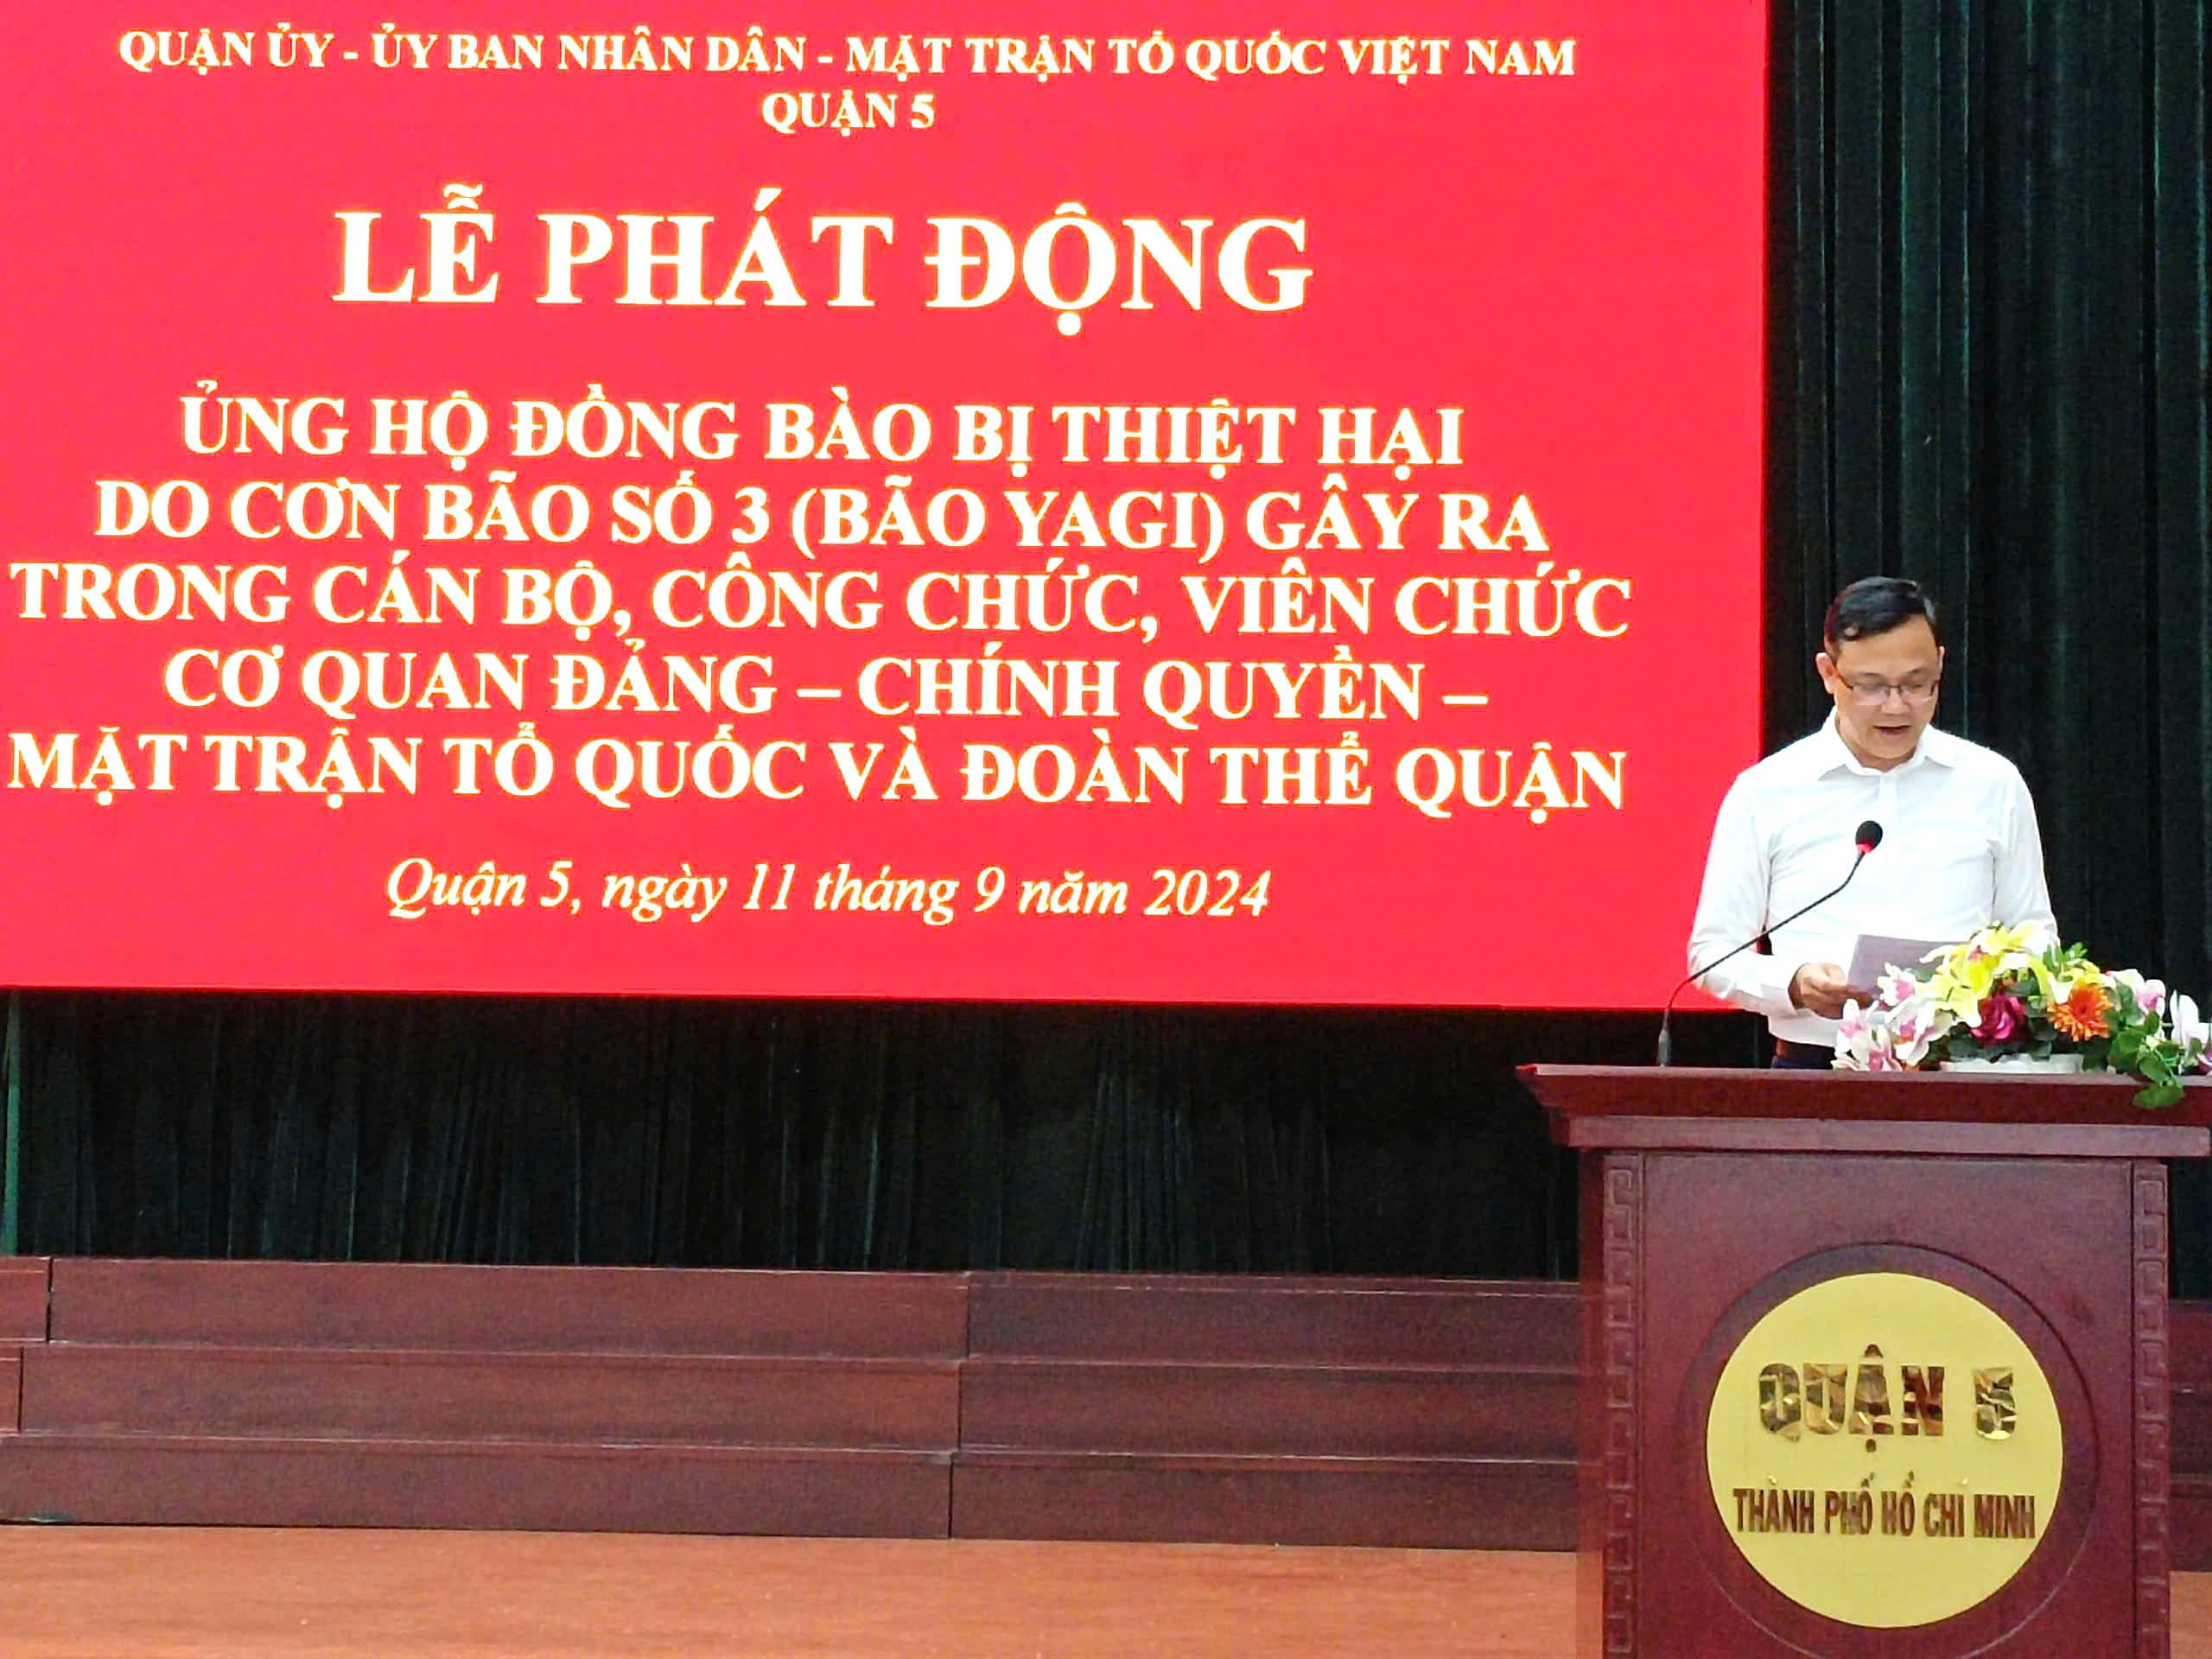 QUẬN ỦY - ỦY BAN NHÂN DÂN - MẶT TRẬN TỔ QUỐC VIỆT NAM
QUẬN 5
LỄ PHÁT ĐỘNG
ỦNG HỘ ĐỒNG BÀO BỊ THIỆT HẠI
DO CƠN BÃO SỐ 3 (BÃO YAGI) GÂY RA
TRONG CÁN BỘ, CÔNG CHỨC, VIÊN CHỨC
CƠ QUAN ĐẢNG – CHÍNH QUYỀN –
MẶT TRẬN TỔ QUỐC VÀ ĐOÀN THỂ QUẬN
Quận 5, ngày 11 tháng 9 năm 2024
QUẬN 5
THÀNH PHỐ HỒ CHÍ MINH